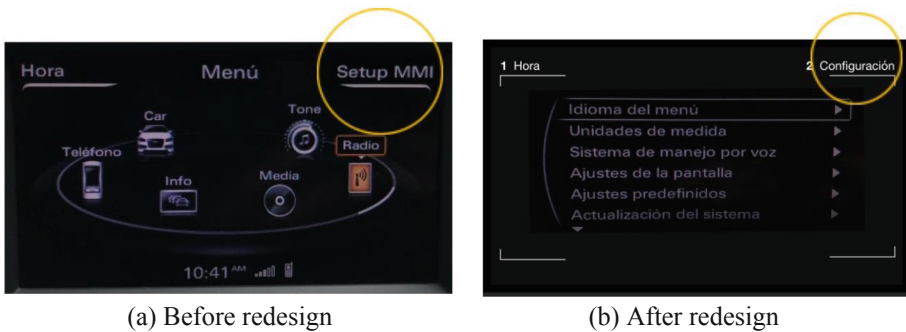 Hora Menú Setup MMI
Car Tone
Teléfono Radio
Info Media
10:41 AM
(a) Before redesign
1 Hora 2 Configuración
Idioma del menú
Unidades de medida
Sistema de manejo por voz
Ajustes de la pantalla
Ajustes predefinidos
Actualización del sistema
(b) After redesign